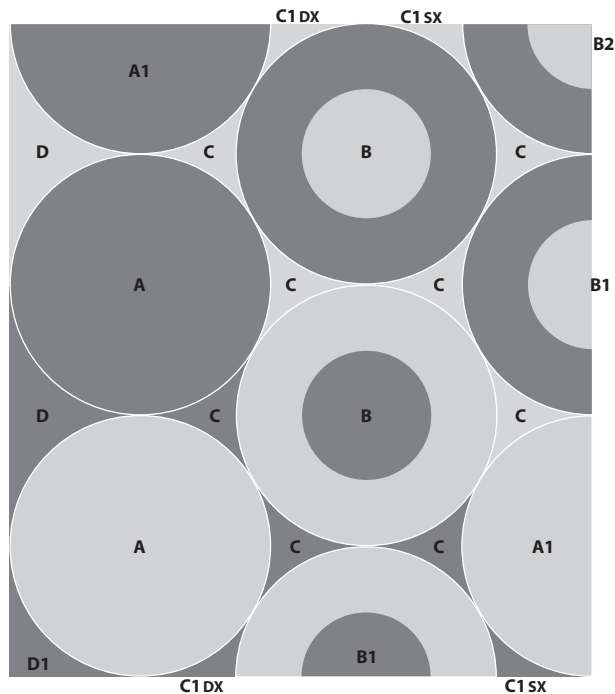 C1 DX C1 SX
B2
A1
D C B C
A C C B1
D C B C
A C C A1
D1 B1
C1 DX C1 SX